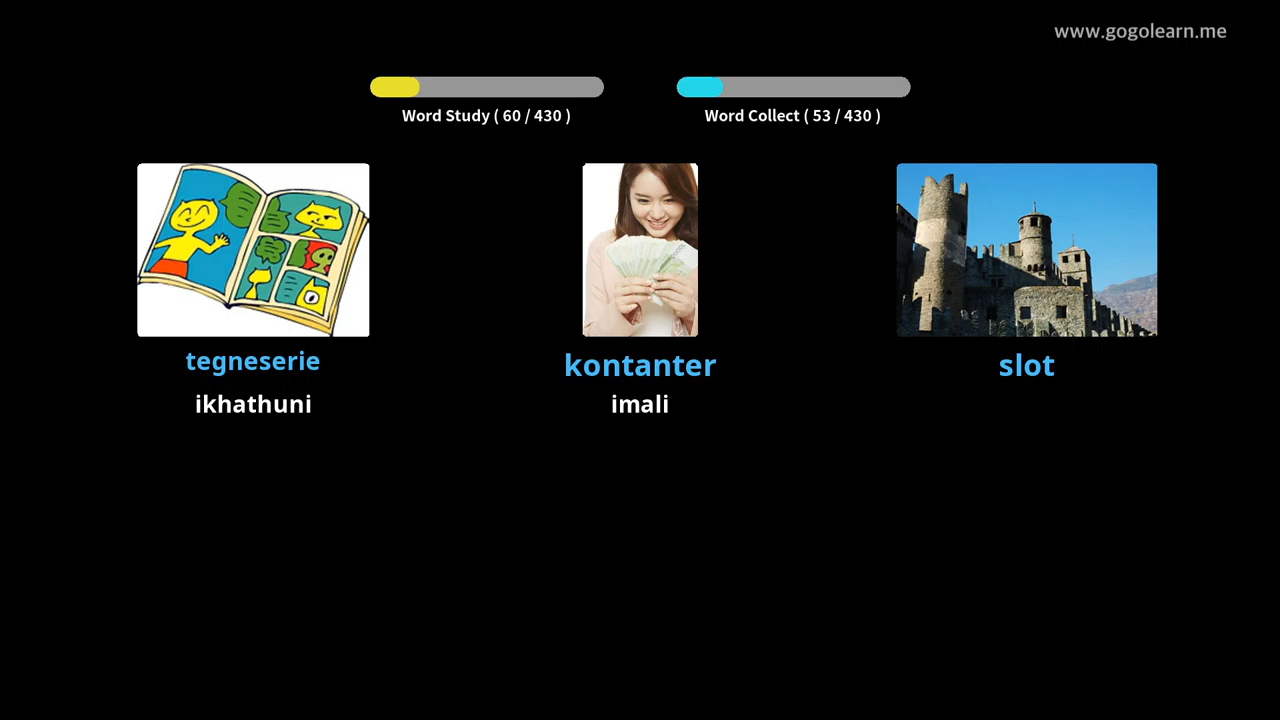 www.gogolearn.me
Word Study ( 60 / 430 )
Word Collect ( 53 / 430 )
tegneserie
kontanter
slot
ikhathuni
imali